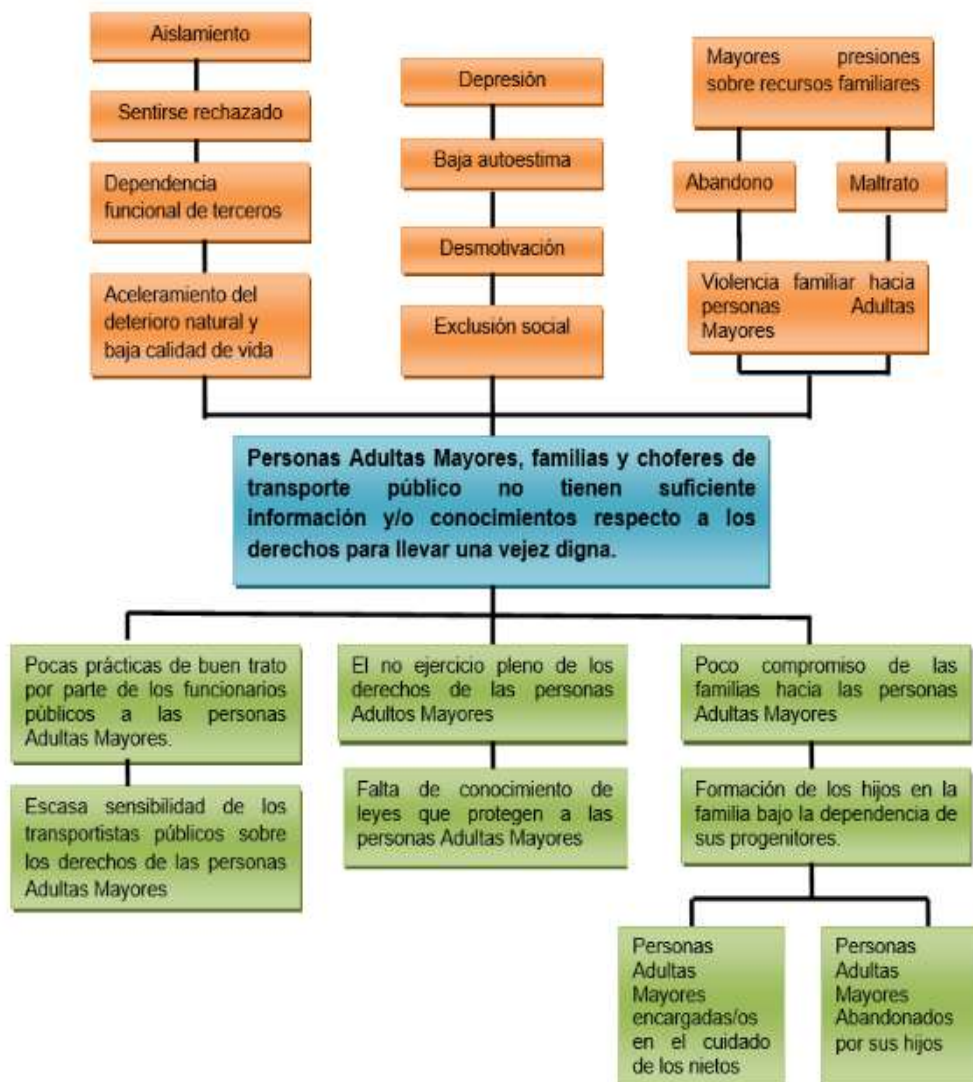 Aislamiento
Sentirse rechazado
Dependencia
funcional de terceros
Aceleramiento del
deterioro natural y
baja calidad de vida
Depresión
Baja autoestima
Desmotivación
Exclusión social
Mayores presiones
sobre recursos familiares
Abandono
Maltrato
Violencia familiar hacia
personas Adultas
Mayores
Personas Adultas Mayores, familias y choferes de
transporte público no tienen suficiente
información y/o conocimientos respecto a los
derechos para llevar una vejez digna.
Pocas prácticas de buen trato
por parte de los funcionarios
públicos a las personas
Adultas Mayores.
Escasa sensibilidad de los
transportistas públicos sobre
los derechos de las personas
Adultas Mayores
El no ejercicio pleno de los
derechos de las personas
Adultos Mayores
Falta de conocimiento de
leyes que protegen a las
personas Adultas Mayores
Poco compromiso de las
familias hacia las personas
Adultas Mayores
Formación de los hijos en la
familia bajo la dependencia de
sus progenitores.
Personas
Adultas
Mayores
encargadas/os
en el cuidado
de los nietos
Personas
Adultas
Mayores
Abandonados
por sus hijos